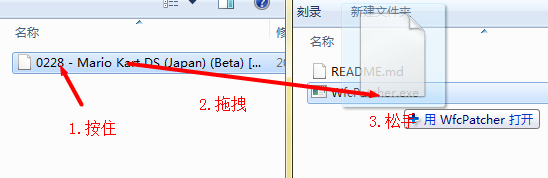 名称
0228 - Mario Kart DS (Japan) (Beta) [...
20
1.按住
2.拖拽
刻录
新建文件夹
名称
README.md
WfcPatcher.exe
3.松手
用 WfcPatcher 打开